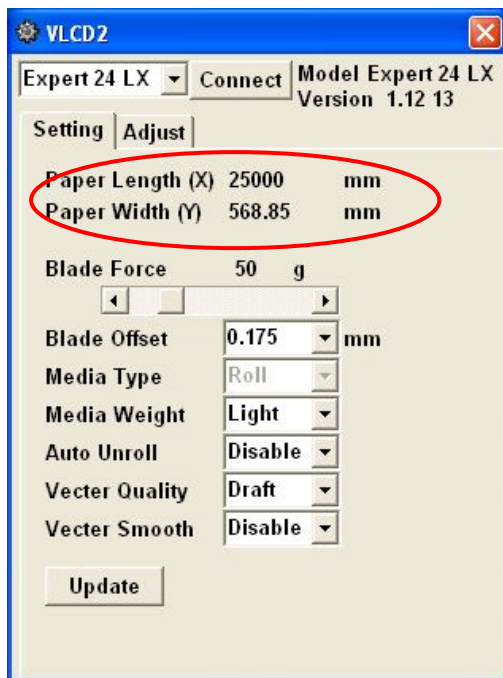 VLCD2
Expert 24 LX Connect Model Expert 24 LX
Version 1.12 13
Setting Adjust
Paper Length (X) 25000 mm
Paper Width (Y) 568.85 mm
Blade Force 50 g
Blade Offset 0.175 mm
Media Type Roll
Media Weight Light
Auto Unroll Disable
Vecter Quality Draft
Vecter Smooth Disable
Update